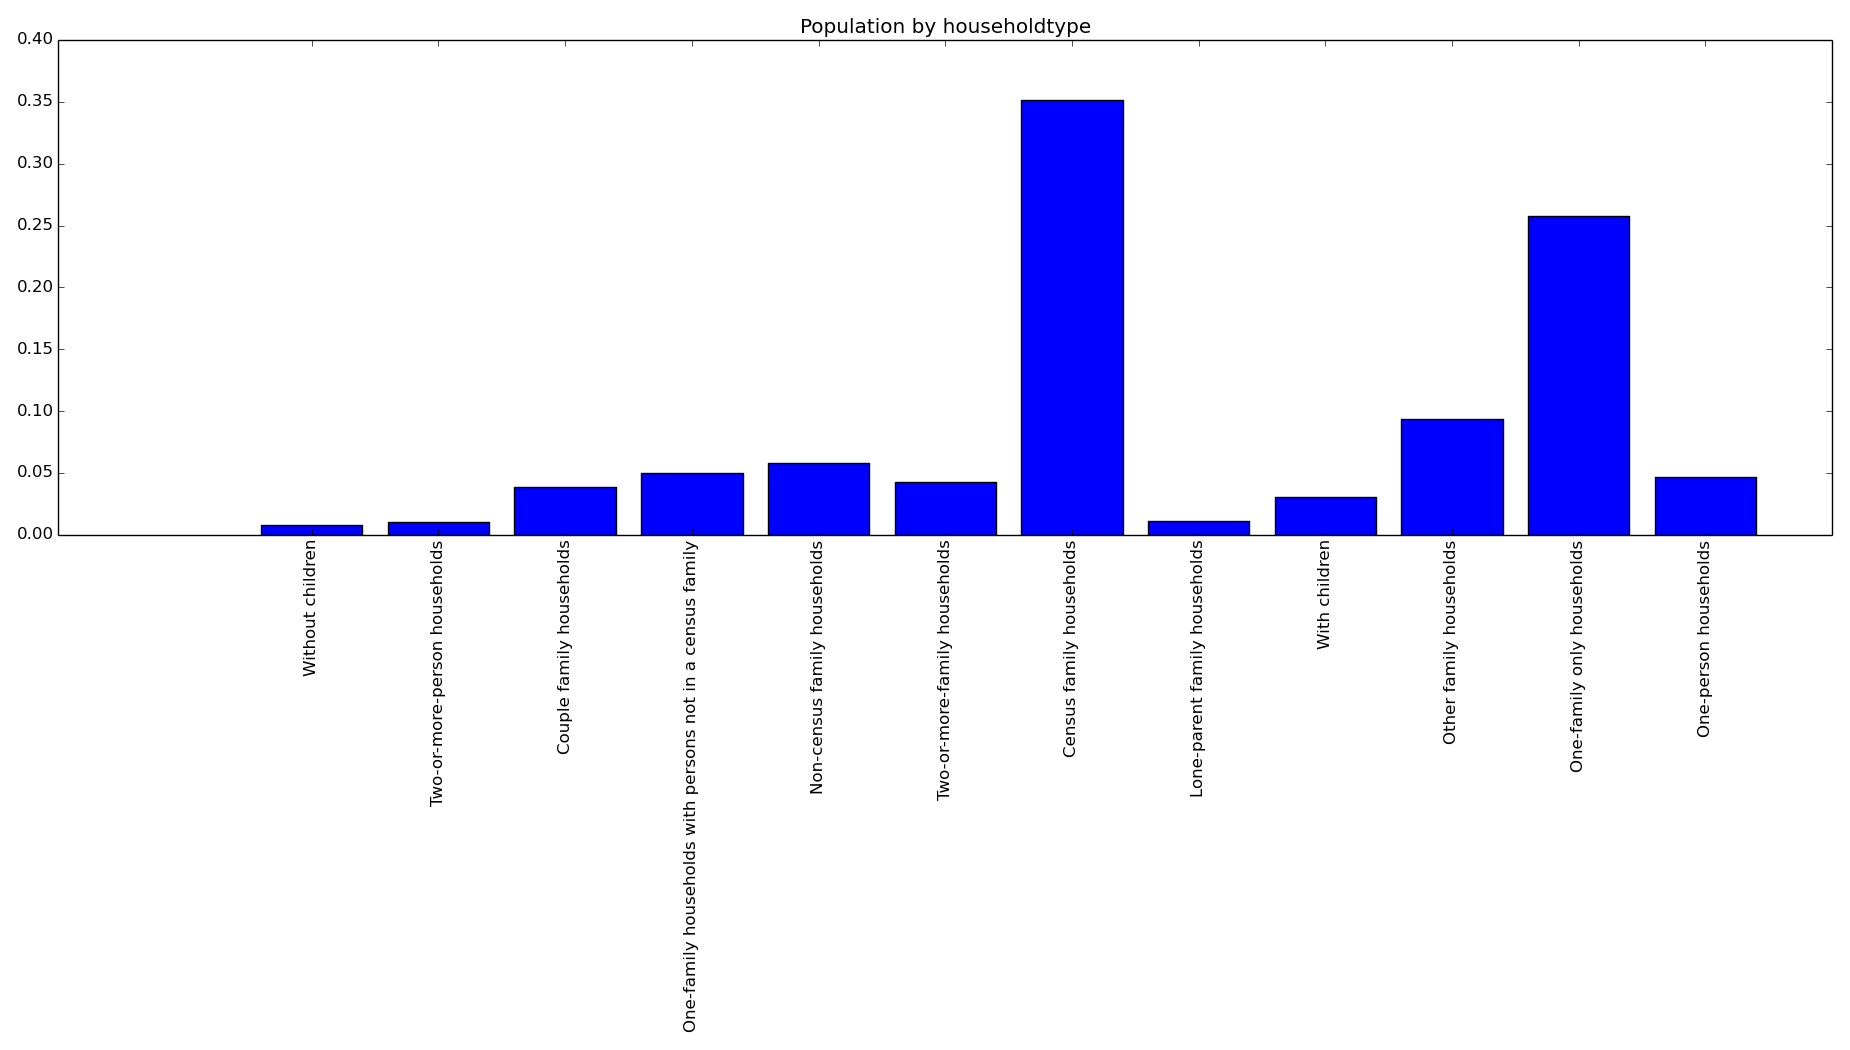 Population by householdtype
0.40
0.35
0.30
0.25
0.20
0.15
0.10
0.05
0.00
Without children
Two-or-more-person households
Couple family households
One-family households with persons not in a census family
Non-census family households
Two-or-more-family households
Census family households
Lone-parent family households
With children
Other family households
One-family only households
One-person households